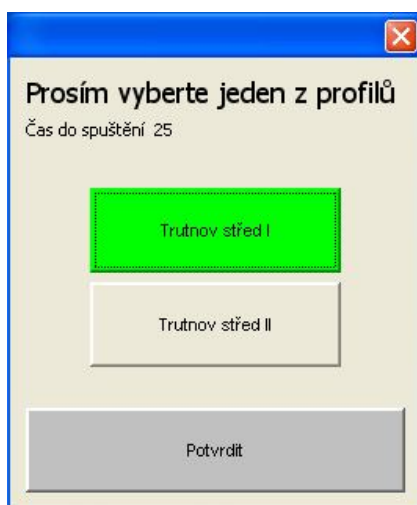 Prosím vyberte jeden z profilů
Čas do spuštění 25
Trutnov střed I
Trutnov střed II
Potvrdit